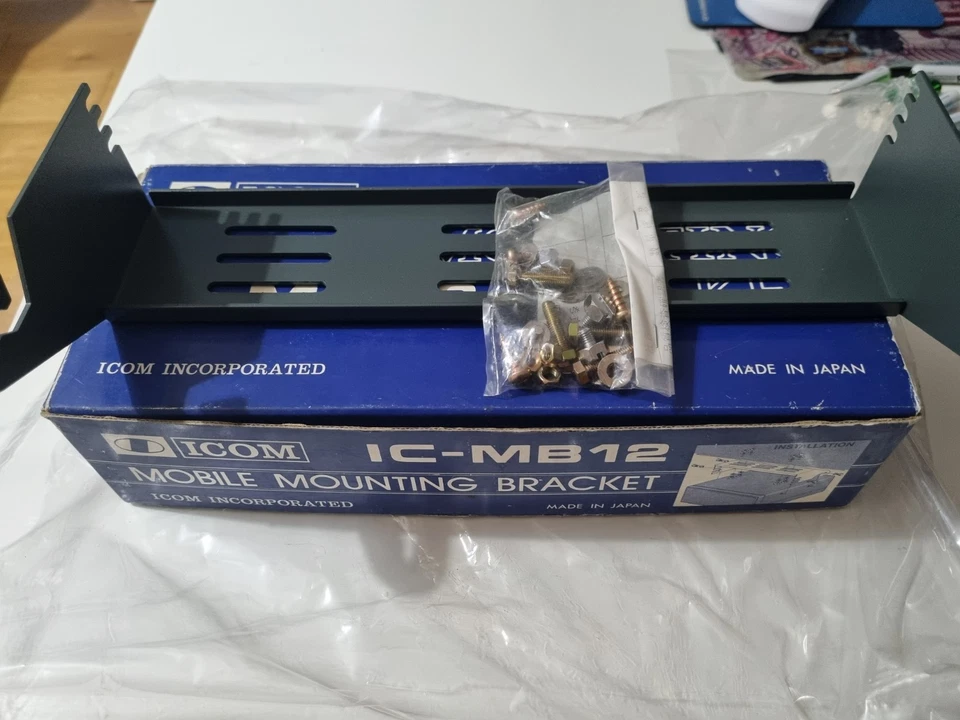 ICOM INCORPORATED
MADE IN JAPAN
ICOM
IC-MB12
INSTALLATION
MOBILE MOUNTING BRACKET
ICOM INCORPORATED
MADE IN JAPAN